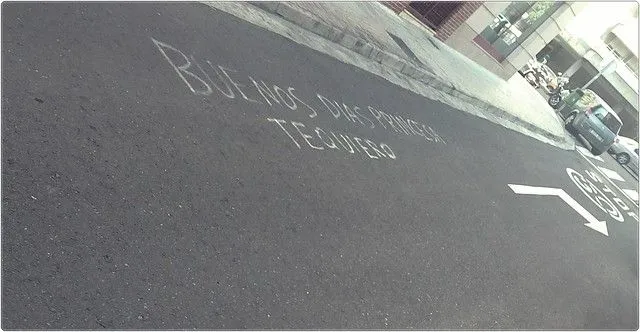 BUENOS DIAS PRINCESA
TEQUIERO